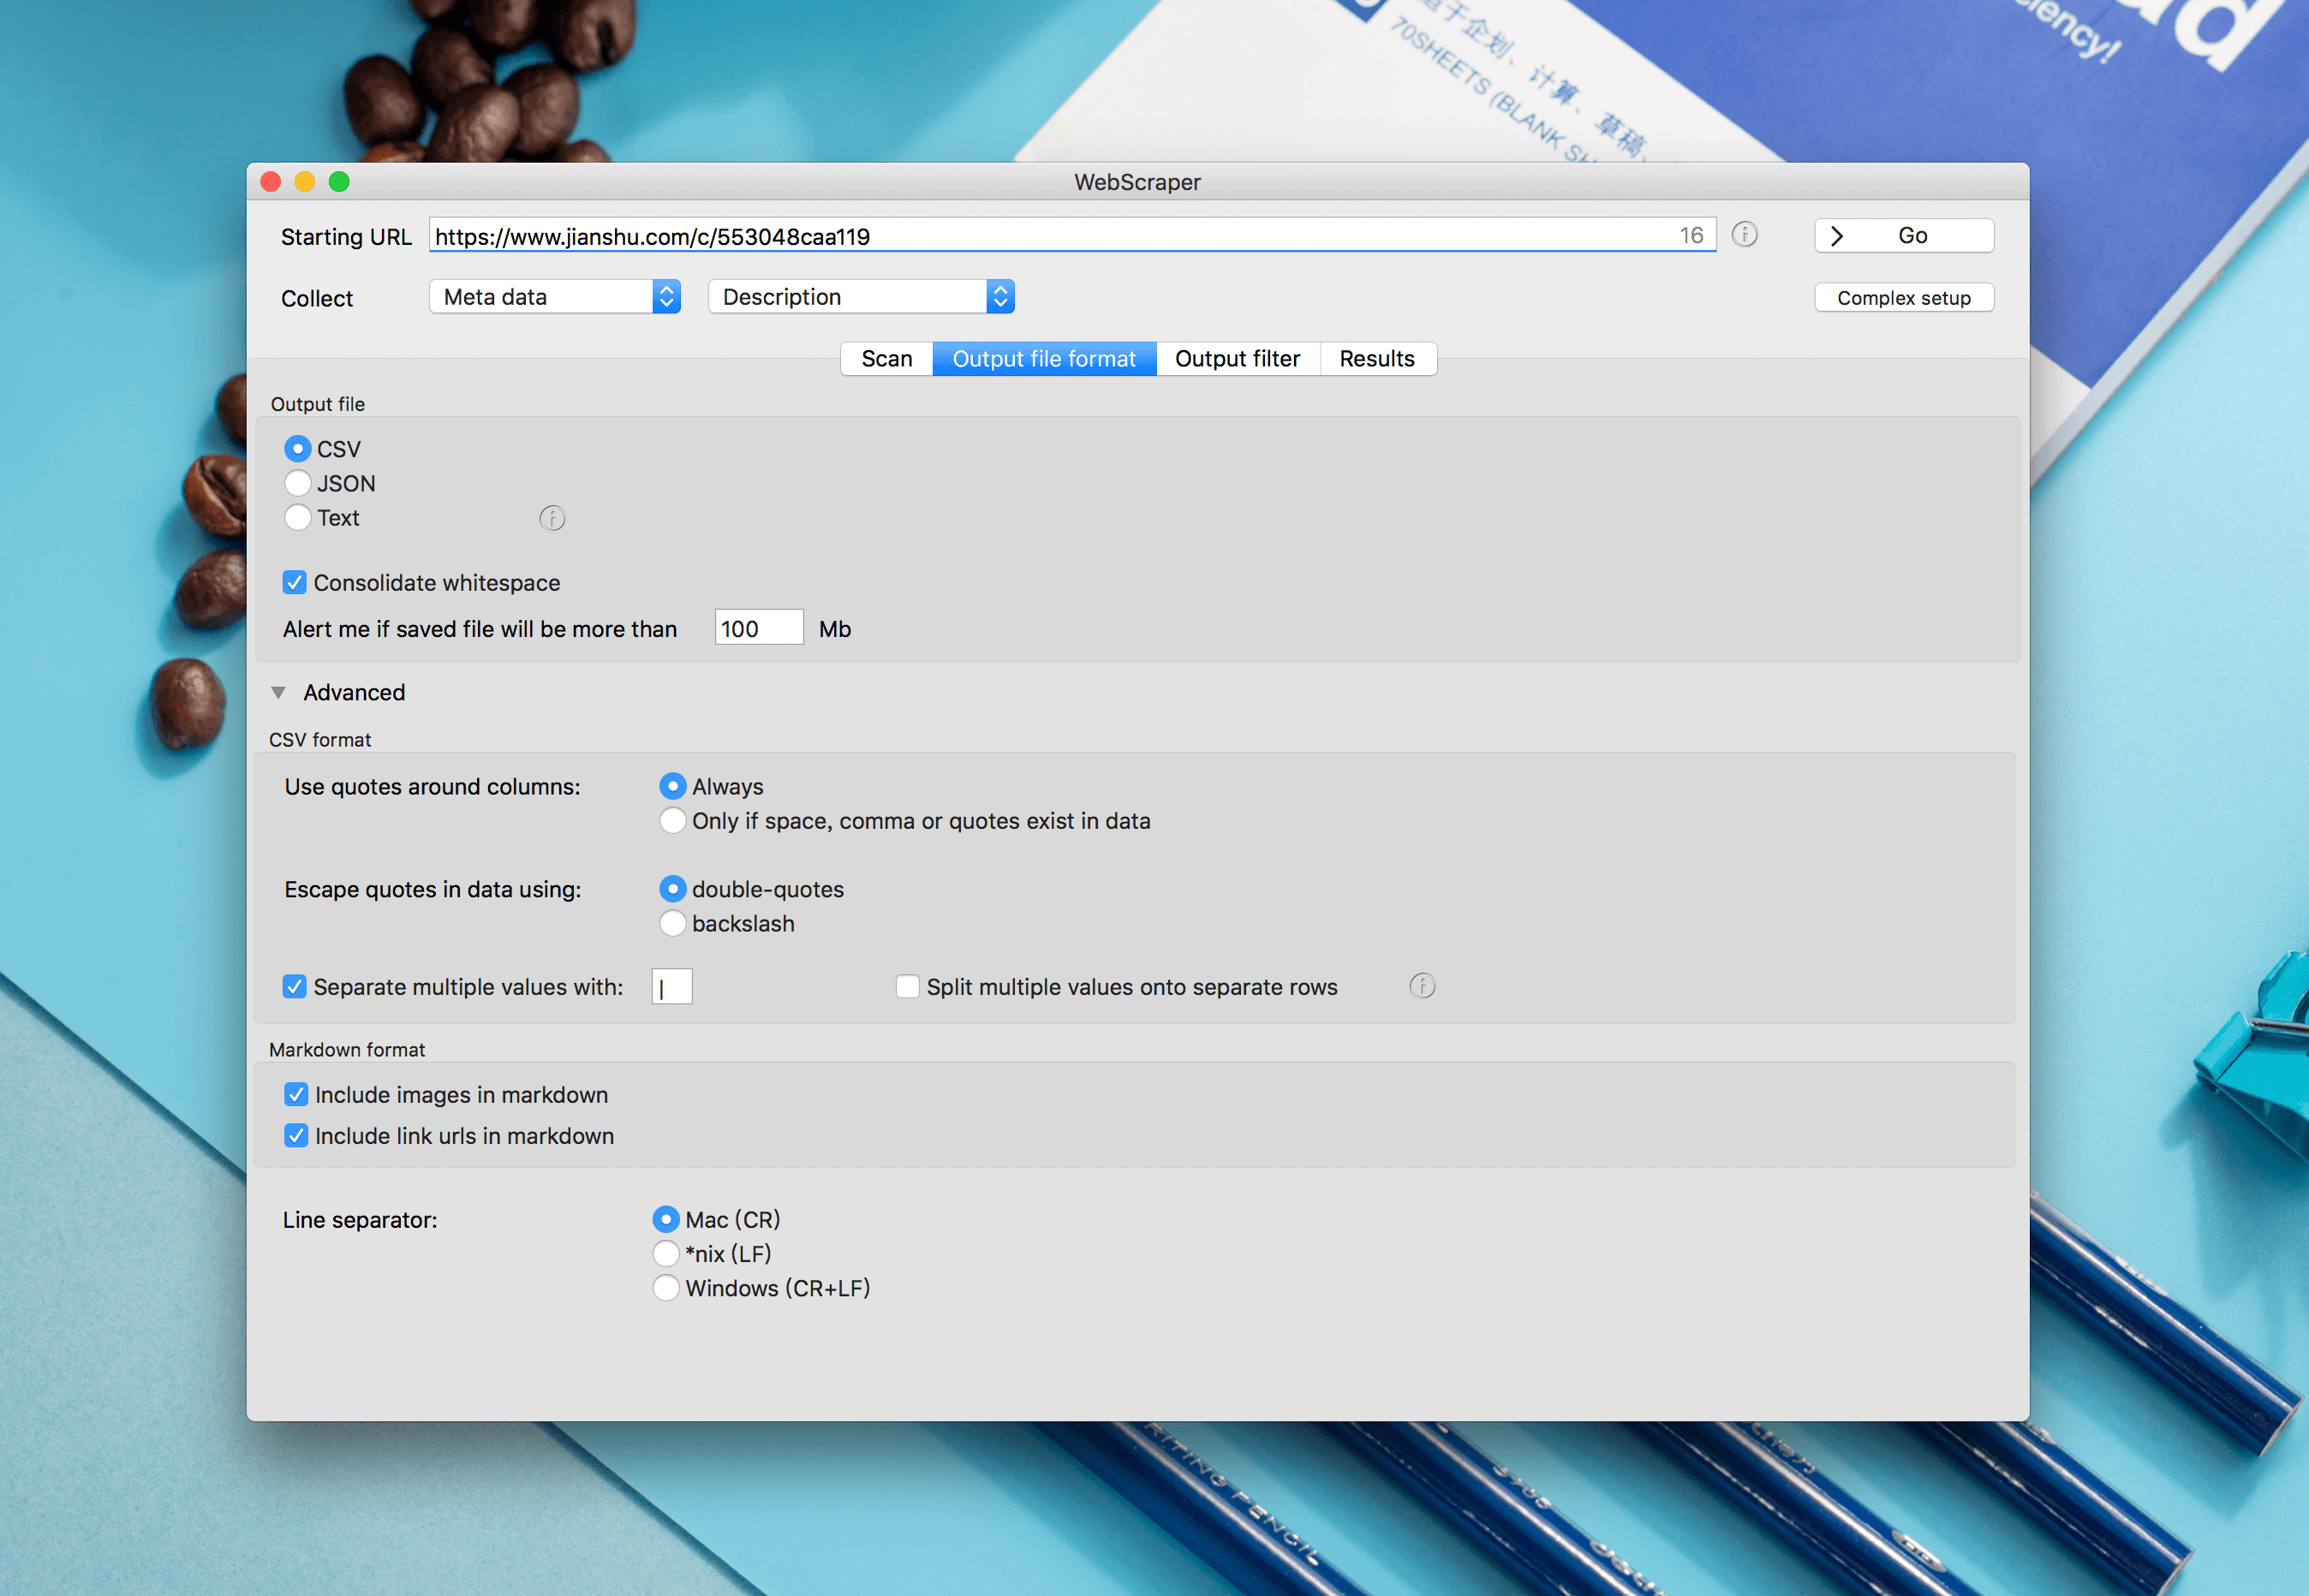 ad
ciency!
适于企划、计算、草稿、
70SHEETS (BLANK SH
WebScraper
Starting URL https://www.jianshu.com/c/553048caa119 16 Go
Collect Meta data Description Complex setup
Scan Output file format Output filter Results
Output file
CSV
JSON
Text
Consolidate whitespace
Alert me if saved file will be more than 100 Mb
Advanced
CSV format
Use quotes around columns: Always
Only if space, comma or quotes exist in data
Escape quotes in data using: double-quotes
backslash
Separate multiple values with: | Split multiple values onto separate rows
Markdown format
Include images in markdown
Include link urls in markdown
Line separator: Mac (CR)
*nix (LF)
Windows (CR+LF)
RITING PENCIL